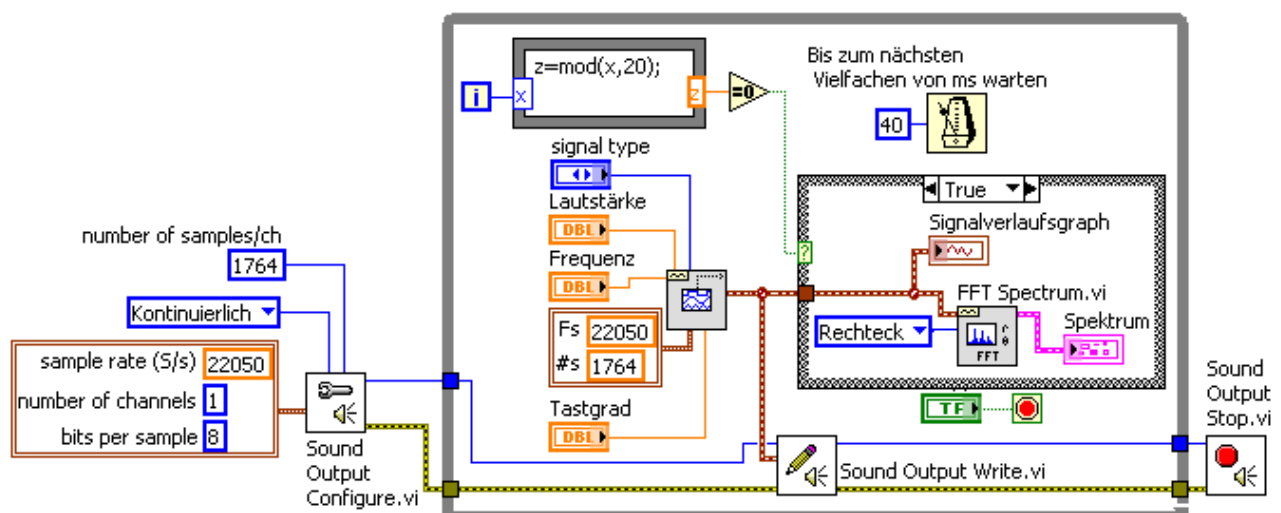 z=mod(x,20);
i
x
z
=0
Bis zum nächsten
Vielfachen von ms warten
40
signal type
Lautstärke
DBL
Frequenz
DBL
Fs 22050
#s 1764
Tastgrad
DBL
number of samples/ch
1764
Kontinuierlich
sample rate (S/s) 22050
number of channels 1
bits per sample 8
Sound
Output
Configure.vi
True
?
Signalverlaufsgraph
FFT Spectrum.vi
Rechteck
FFT
Spektrum
TF
Sound Output Write.vi
Sound
Output
Stop.vi